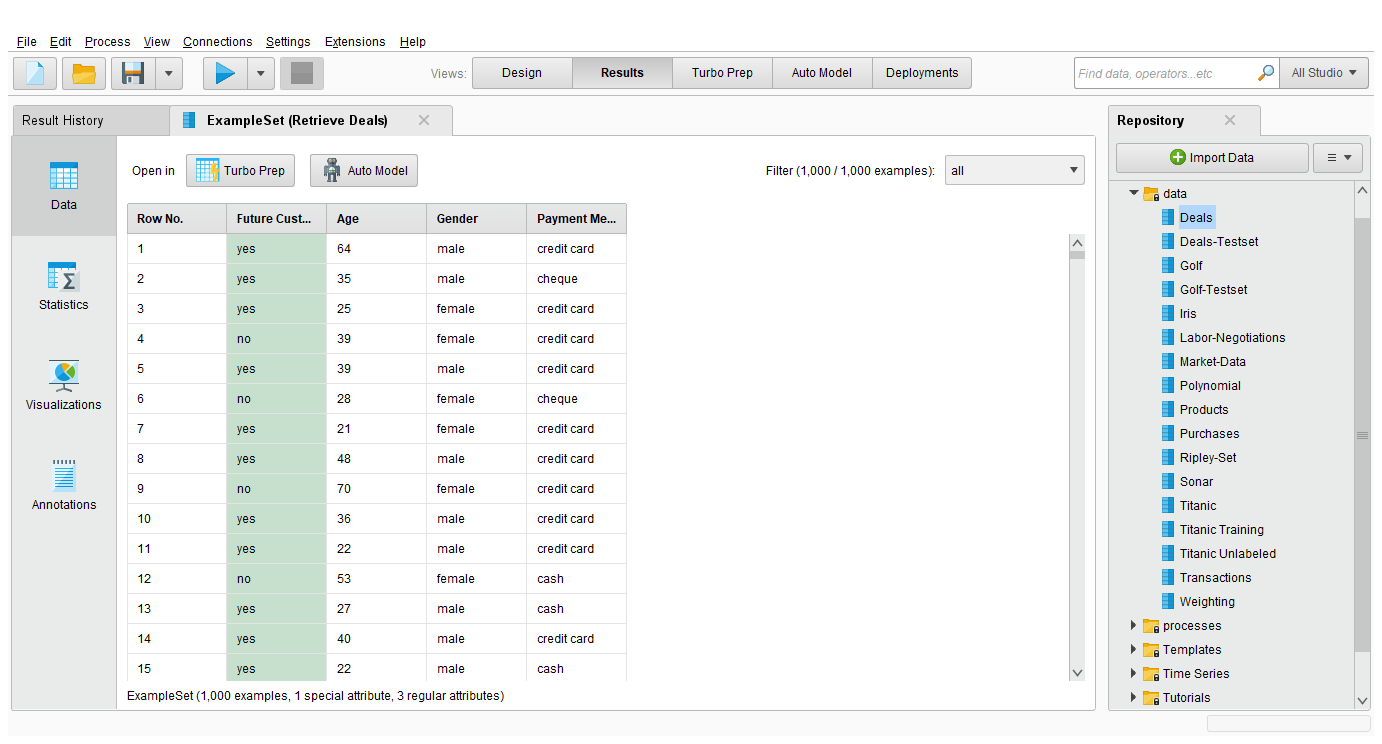 File Edit Process View Connections Settings Extensions Help
Views: Design Results Turbo Prep Auto Model Deployments Find data, operators...etc All Studio
Result History ExampleSet (Retrieve Deals)
Data
Statistics
Visualizations
Annotations
Open in Turbo Prep Auto Model Filter (1,000 / 1,000 examples): all
Row No. Future Cust... Age Gender Payment Me...
1 yes 64 male credit card
2 yes 35 male cheque
3 yes 25 female credit card
4 no 39 female credit card
5 yes 39 male credit card
6 no 28 female cheque
7 yes 21 female credit card
8 yes 48 male credit card
9 no 70 female credit card
10 yes 36 male credit card
11 yes 22 male credit card
12 no 53 female cash
13 yes 27 male cash
14 yes 40 male credit card
15 yes 22 male cash
ExampleSet (1,000 examples, 1 special attribute, 3 regular attributes)
Repository
Import Data
data
Deals
Deals-Testset
Golf
Golf-Testset
Iris
Labor-Negotiations
Market-Data
Polynomial
Products
Purchases
Ripley-Set
Sonar
Titanic
Titanic Training
Titanic Unlabeled
Transactions
Weighting
processes
Templates
Time Series
Tutorials